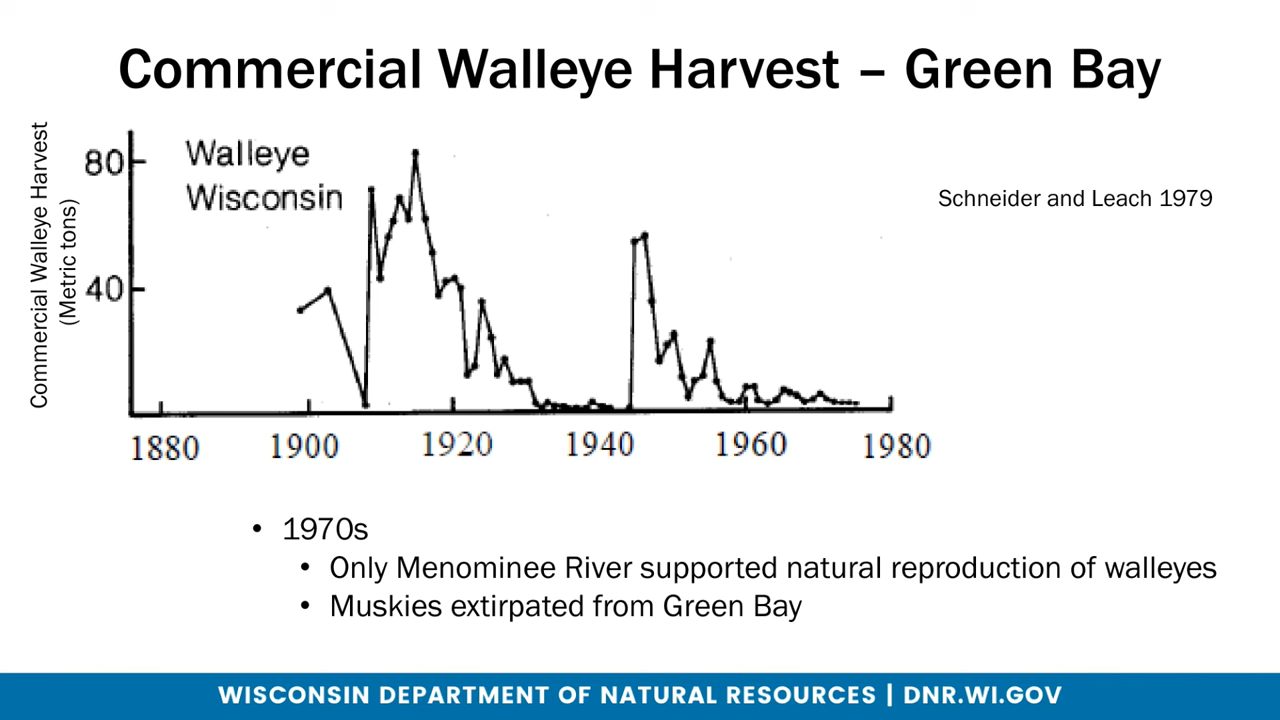 Commercial Walleye Harvest – Green Bay
Commercial Walleye Harvest
(Metric tons)
80
40
Walleye
Wisconsin
Schneider and Leach 1979
1880 1900 1920 1940 1960 1980
• 1970s
• Only Menominee River supported natural reproduction of walleyes
• Muskies extirpated from Green Bay
WISCONSIN DEPARTMENT OF NATURAL RESOURCES | DNR.WI.GOV